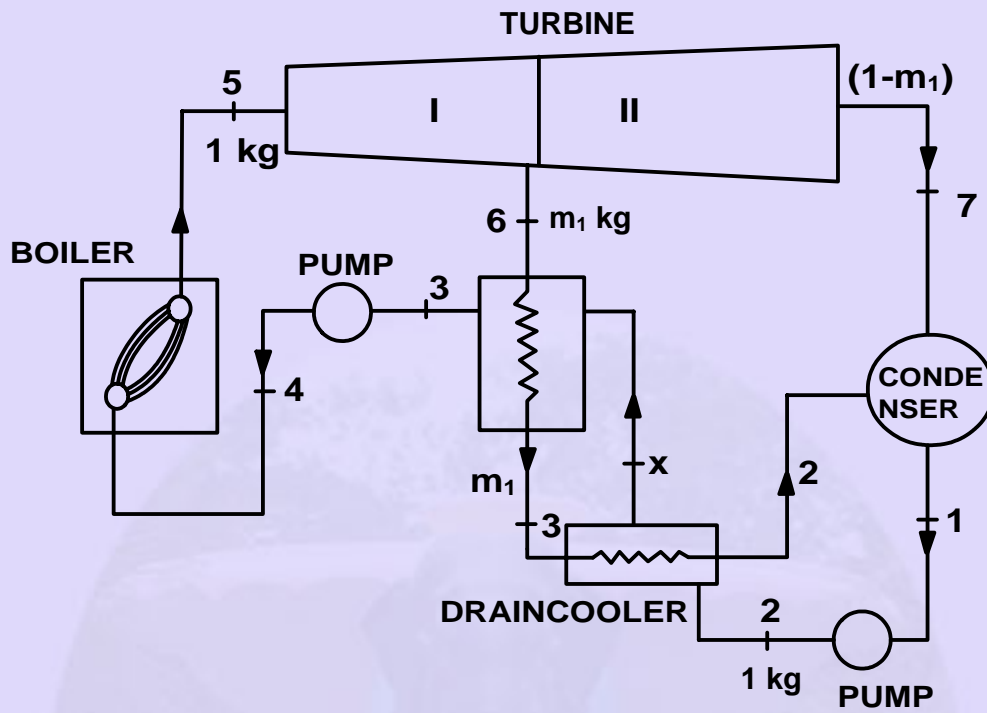 TURBINE
5
(1-m₁)
I
II
1 kg
7
6
m₁ kg
BOILER
PUMP
3
4
CONDE
NSER
x
m₁
2
3
1
DRAINCOOLER
2
1 kg
PUMP